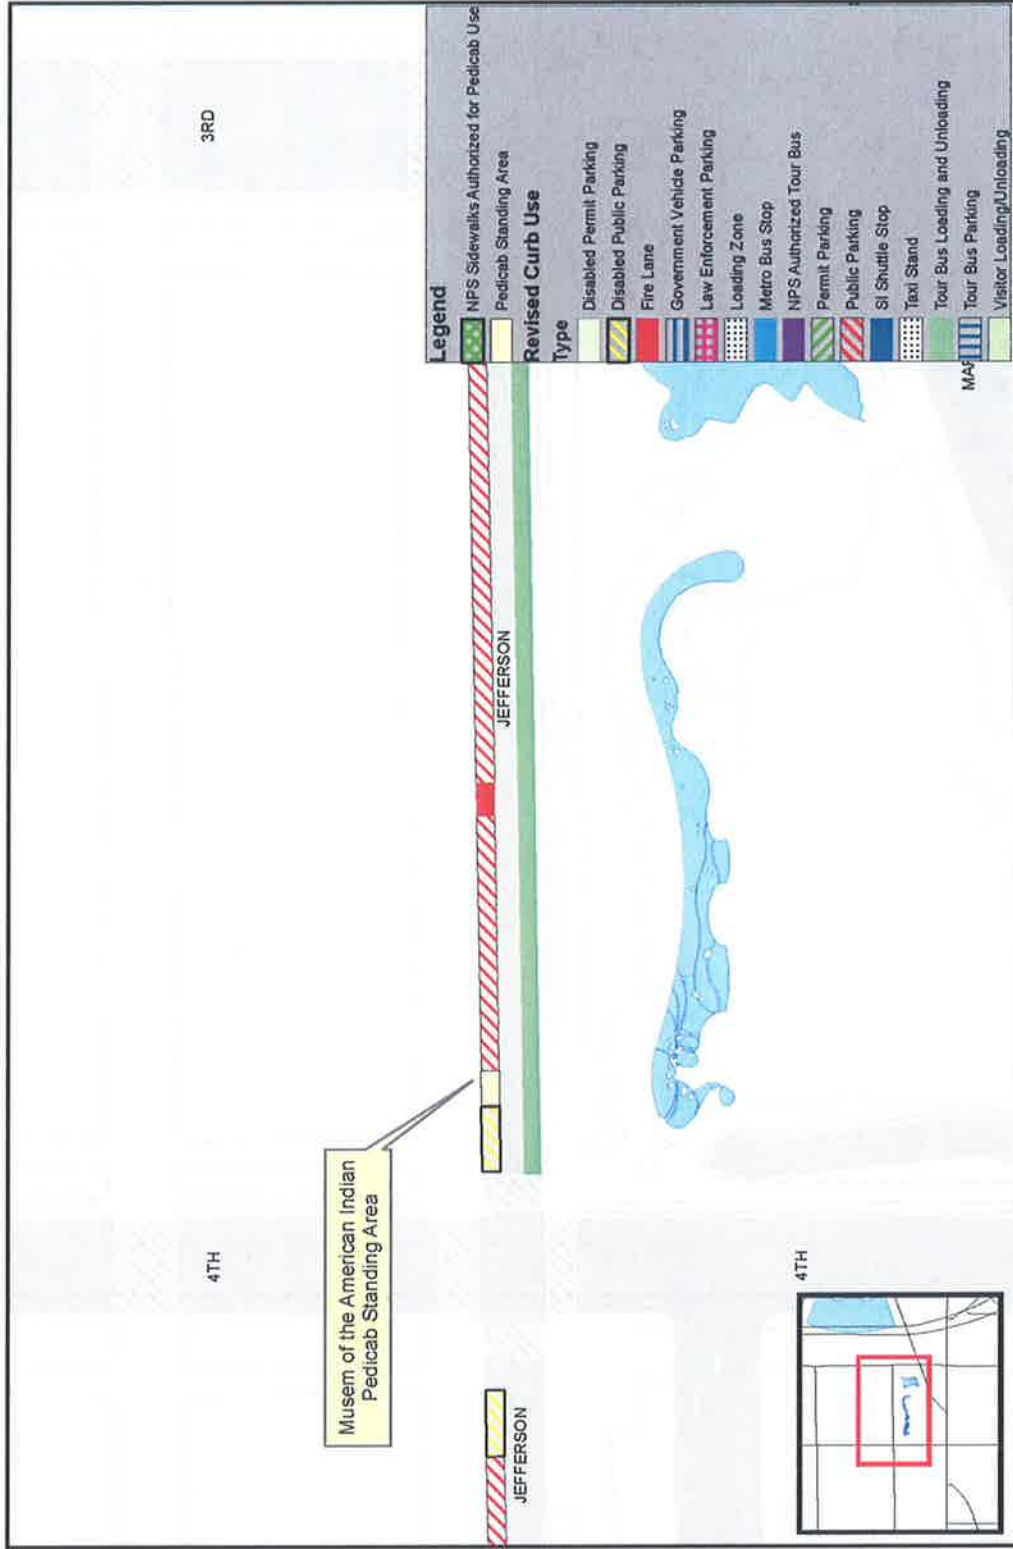 3RD
4TH
Musem of the American Indian
Pedicab Standing Area
JEFFERSON
JEFFERSON
4TH
Legend
NPS Sidewalks Authorized for Pedicab Use
Pedicab Standing Area
Revised Curb Use
Type
Disabled Permit Parking
Disabled Public Parking
Fire Lane
Government Vehicle Parking
Law Enforcement Parking
Loading Zone
Metro Bus Stop
NPS Authorized Tour Bus
Permit Parking
Public Parking
SI Shuttle Stop
Taxi Stand
Tour Bus Loading and Unloading
Tour Bus Parking
Visitor Loading/Unloading